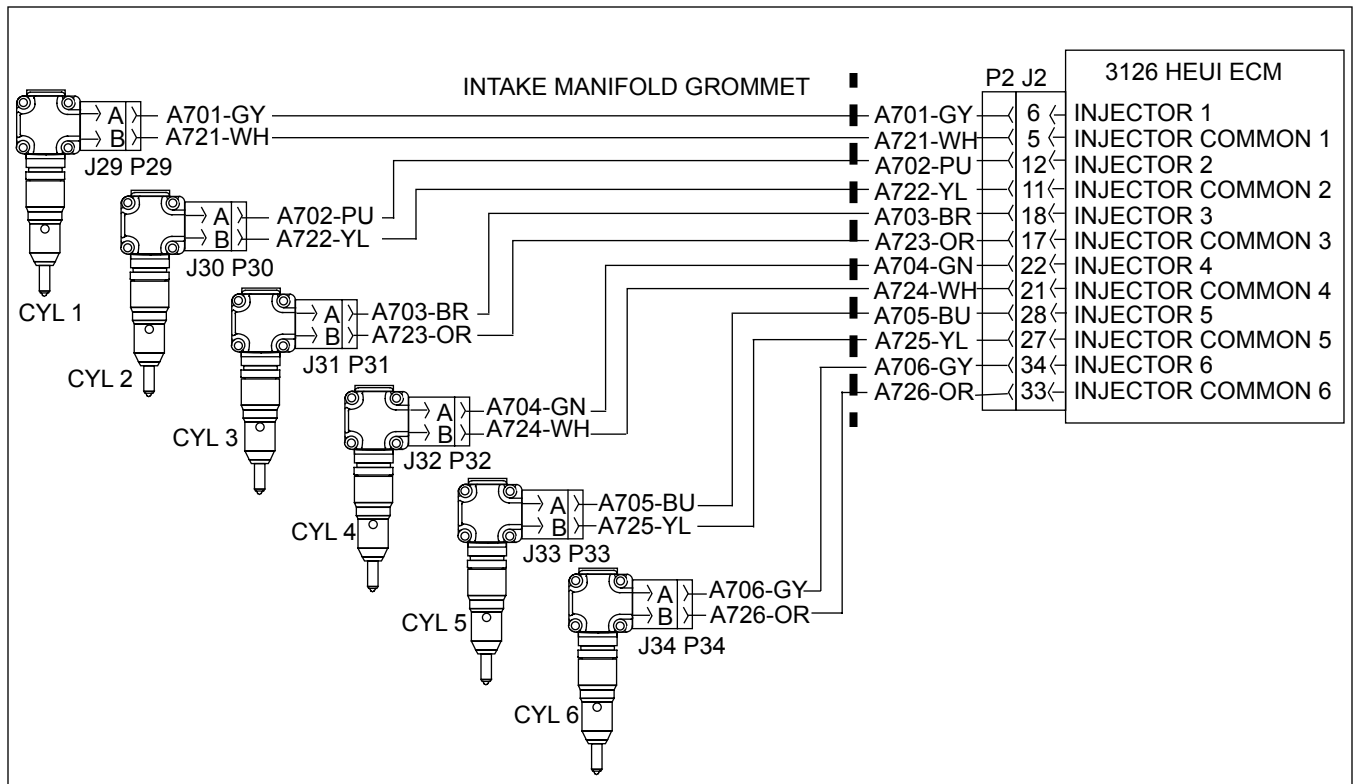 INTAKE MANIFOLD GROMMET
P2 J2
3126 HEUI ECM
A A701-GY
B A721-WH
J29 P29
CYL 1
A A702-PU
B A722-YL
J30 P30
CYL 2
A A703-BR
B A723-OR
J31 P31
CYL 3
A A704-GN
B A724-WH
J32 P32
CYL 4
A A705-BU
B A725-YL
J33 P33
CYL 5
A A706-GY
B A726-OR
J34 P34
CYL 6
A701-GY 6 INJECTOR 1
A721-WH 5 INJECTOR COMMON 1
A702-PU 12 INJECTOR 2
A722-YL 11 INJECTOR COMMON 2
A703-BR 18 INJECTOR 3
A723-OR 17 INJECTOR COMMON 3
A704-GN 22 INJECTOR 4
A724-WH 21 INJECTOR COMMON 4
A705-BU 28 INJECTOR 5
A725-YL 27 INJECTOR COMMON 5
A706-GY 34 INJECTOR 6
A726-OR 33 INJECTOR COMMON 6